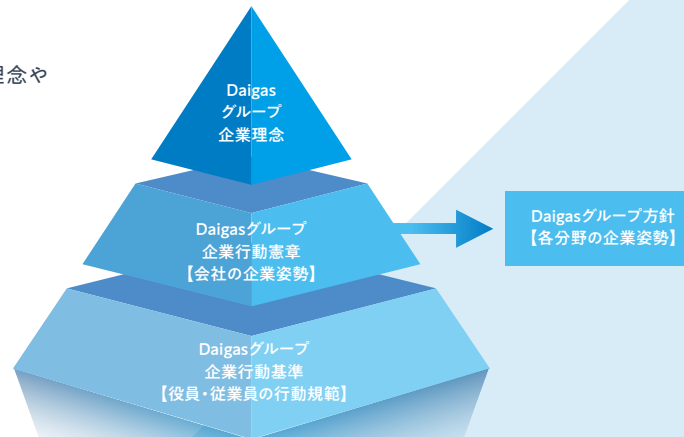 理念や
Daigas
グループ
企業理念
Daigasグループ
企業行動憲章
【会社の企業姿勢】
Daigasグループ方針
【各分野の企業姿勢】
Daigasグループ
企業行動基準
【役員・従業員の行動規範】